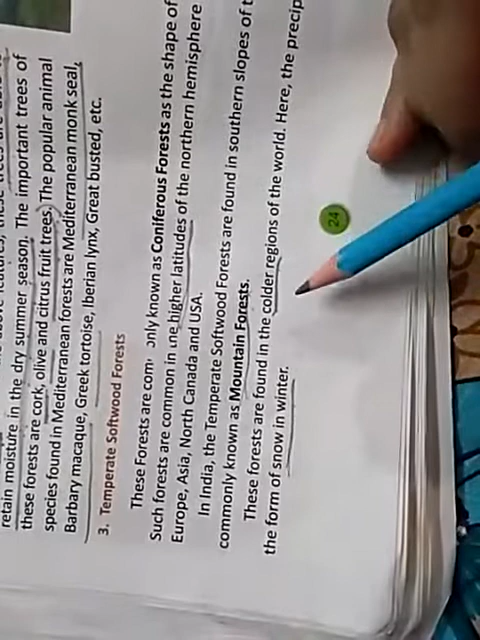 retain moisture in the dry summer season. The important trees of
these forests are cork, olive and citrus fruit trees. The popular animal
species found in Mediterranean forests are Mediterranean monk seal,
Barbary macaque, Greek tortoise, Iberian lynx, Great busted, etc.
3. Temperate Softwood Forests
These Forests are com only known as Coniferous Forests as the shape of
Such forests are common in the higher latitudes of the northern hemisphere
Europe, Asia, North Canada and USA.
In India, the Temperate Softwood Forests are found in southern slopes of
commonly known as Mountain Forests.
These forests are found in the colder regions of the world. Here, the precip
the form of snow in winter.
24